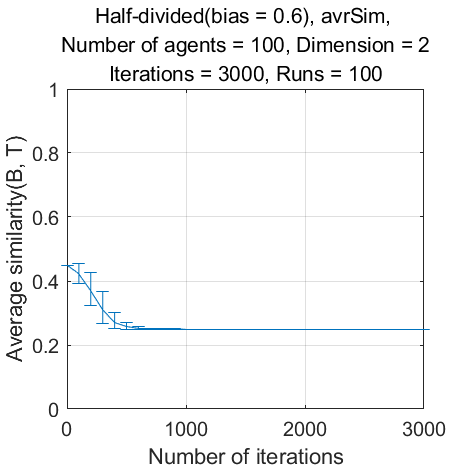 Half-divided(bias = 0.6), avrSim,
Number of agents = 100, Dimension = 2
Iterations = 3000, Runs = 100
1
0.8
0.6
0.4
0.2
0
Average similarity(B, T)
0 1000 2000 3000
Number of iterations